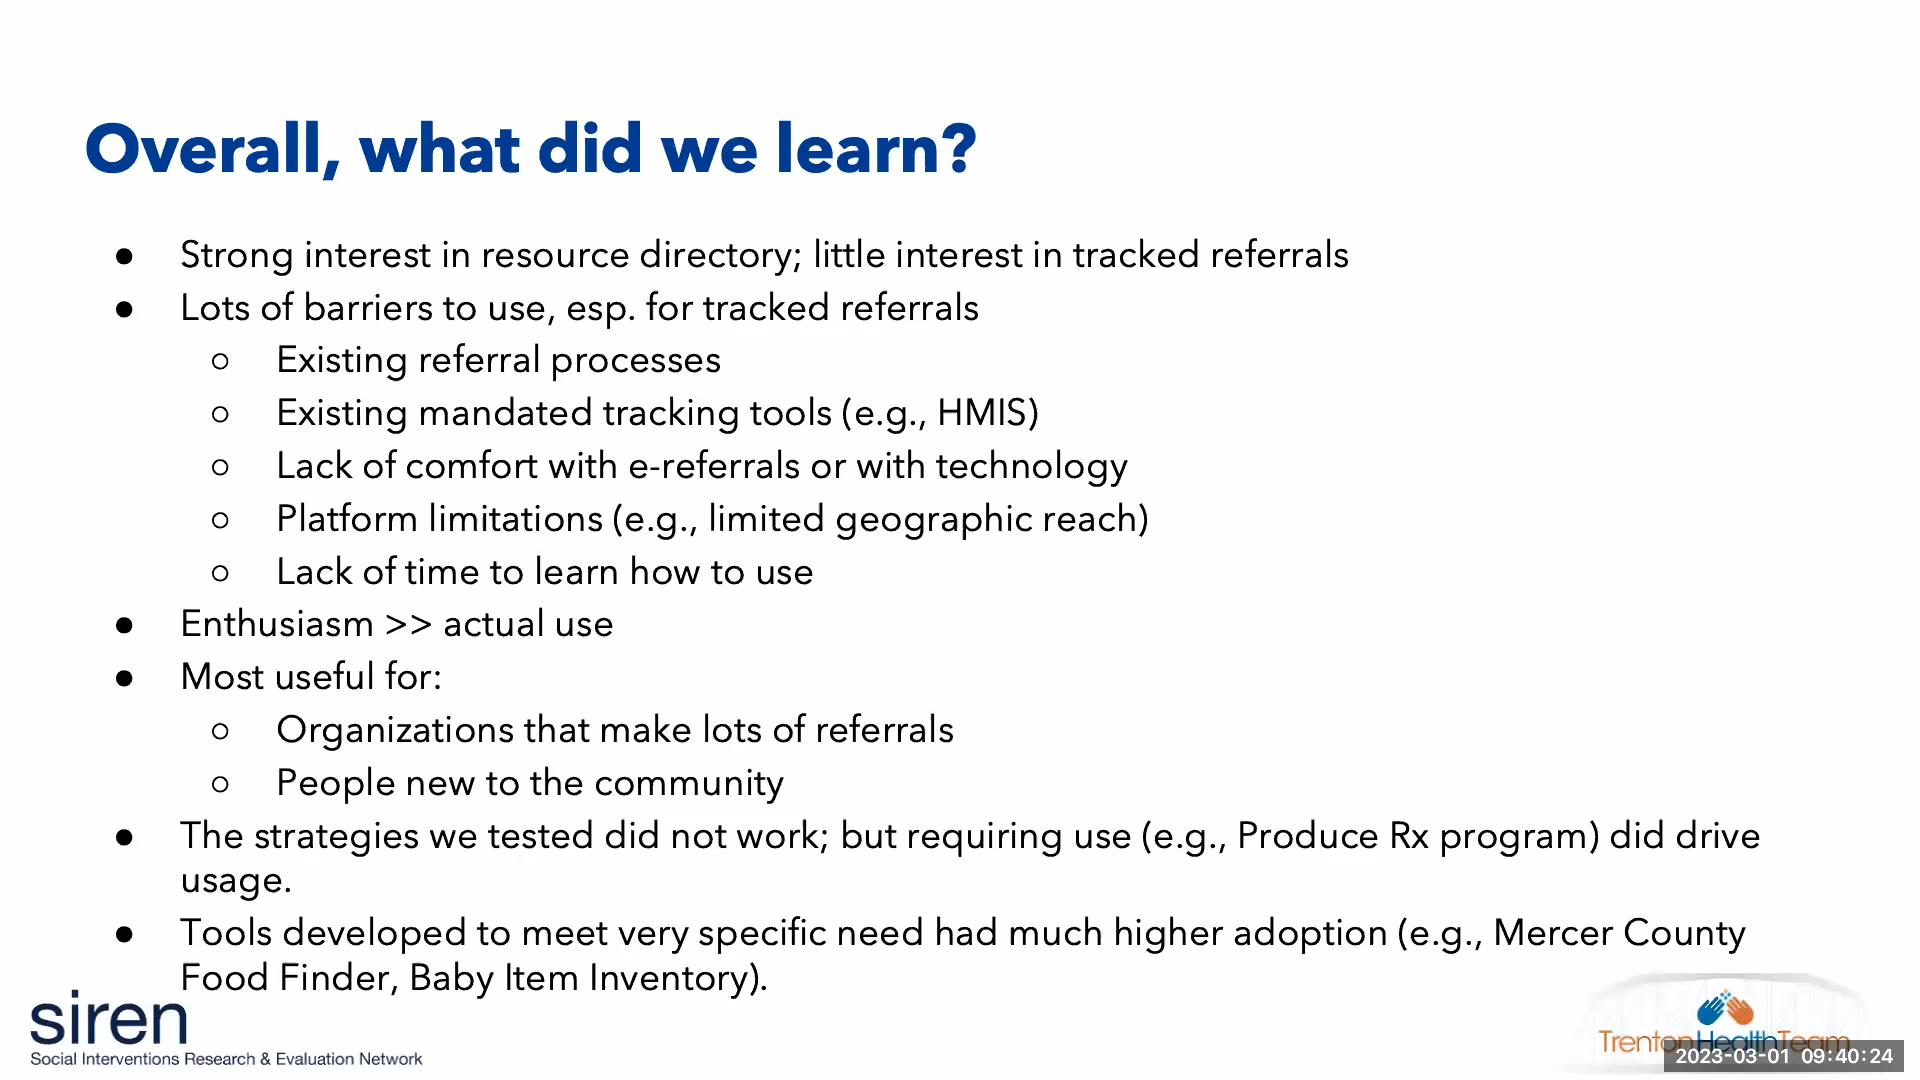 Overall, what did we learn?
● Strong interest in resource directory; little interest in tracked referrals
● Lots of barriers to use, esp. for tracked referrals
○ Existing referral processes
○ Existing mandated tracking tools (e.g., HMIS)
○ Lack of comfort with e-referrals or with technology
○ Platform limitations (e.g., limited geographic reach)
○ Lack of time to learn how to use
● Enthusiasm >> actual use
● Most useful for:
○ Organizations that make lots of referrals
○ People new to the community
● The strategies we tested did not work; but requiring use (e.g., Produce Rx program) did drive
usage.
● Tools developed to meet very specific need had much higher adoption (e.g., Mercer County
Food Finder, Baby Item Inventory).
siren
Social Interventions Research & Evaluation Network
TrentonHealthTeam
2023-03-01 09:40:24